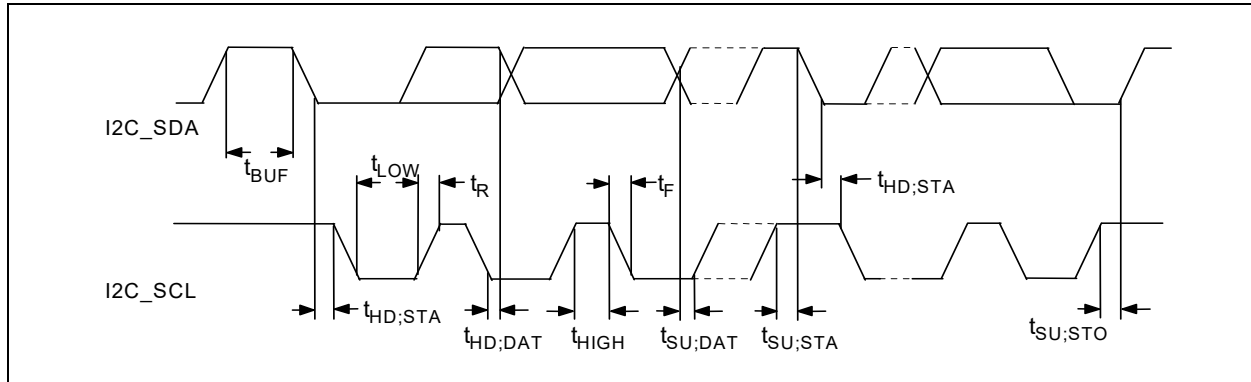 I2C_SDA
tBUF
tLOW
tR
tF
tHD;STA
I2C_SCL
tHD;STA
tHD;DAT
tHIGH
tSU;DAT
tSU;STA
tSU;STO